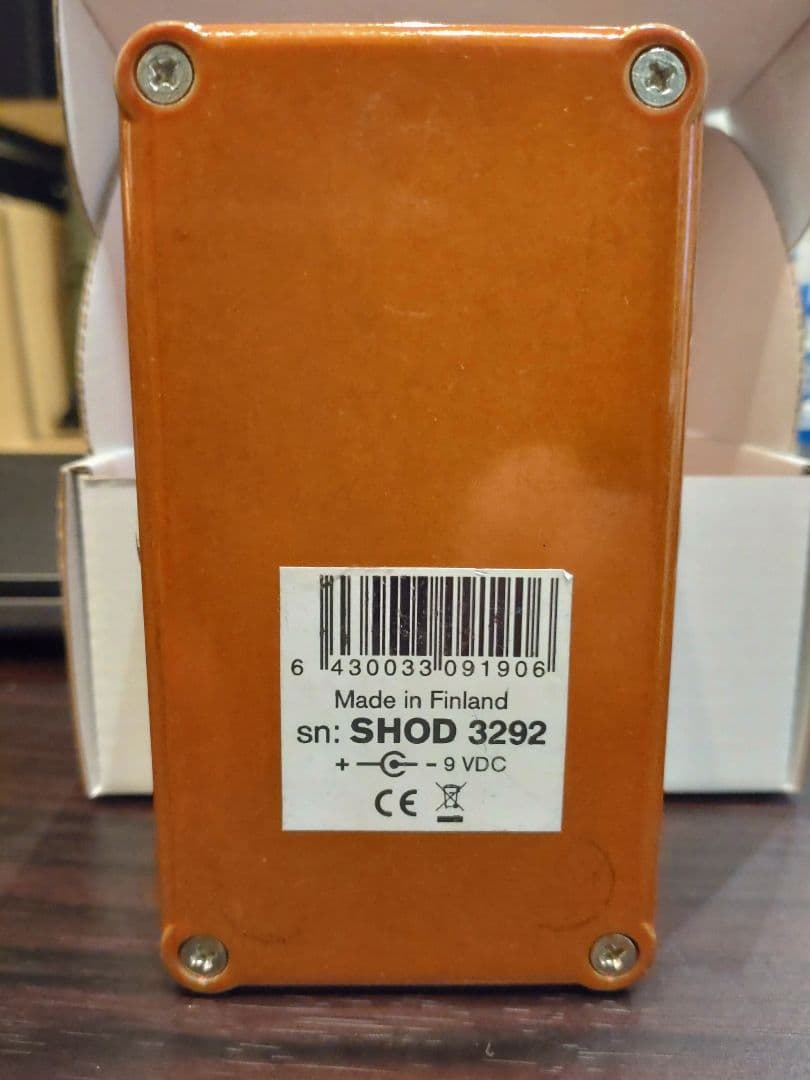 6 430033 091906
Made in Finland
sn: SHOD 3292
+ - 9 VDC
CE